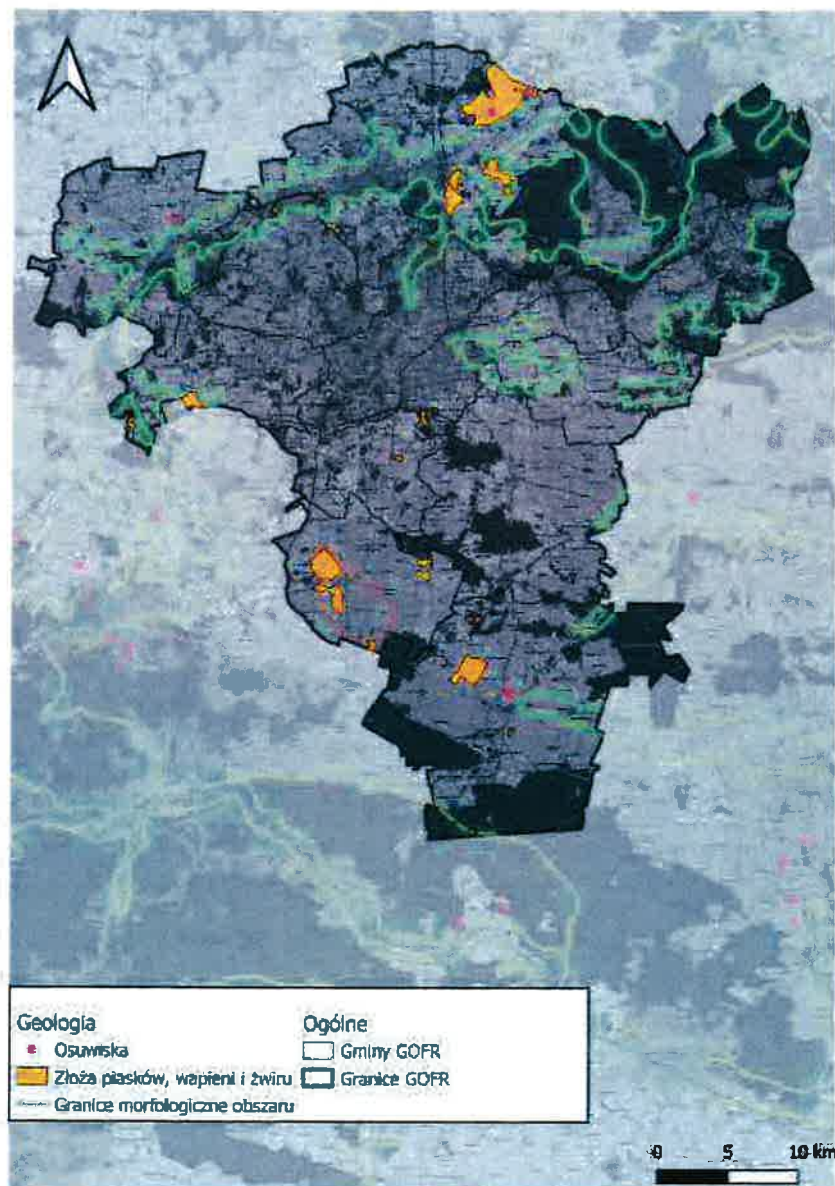 Geologia
Osuwiska
Złoża piasków, wapieni i żwiru
Granice morfologiczne obszaru
Ogólne
Gminy GOFR
Granice GOFR
0 5 10 km